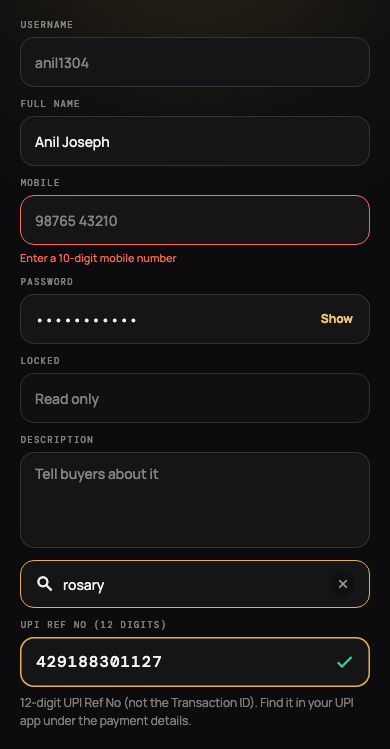 USERNAME
anil1304
FULL NAME
Anil Joseph
MOBILE
98765 43210
Enter a 10-digit mobile number
PASSWORD
•••••••••••
Show
LOCKED
Read only
DESCRIPTION
Tell buyers about it
rosary
UPI REF NO (12 DIGITS)
429188301127
12-digit UPI Ref No (not the Transaction ID). Find it in your UPI
app under the payment details.